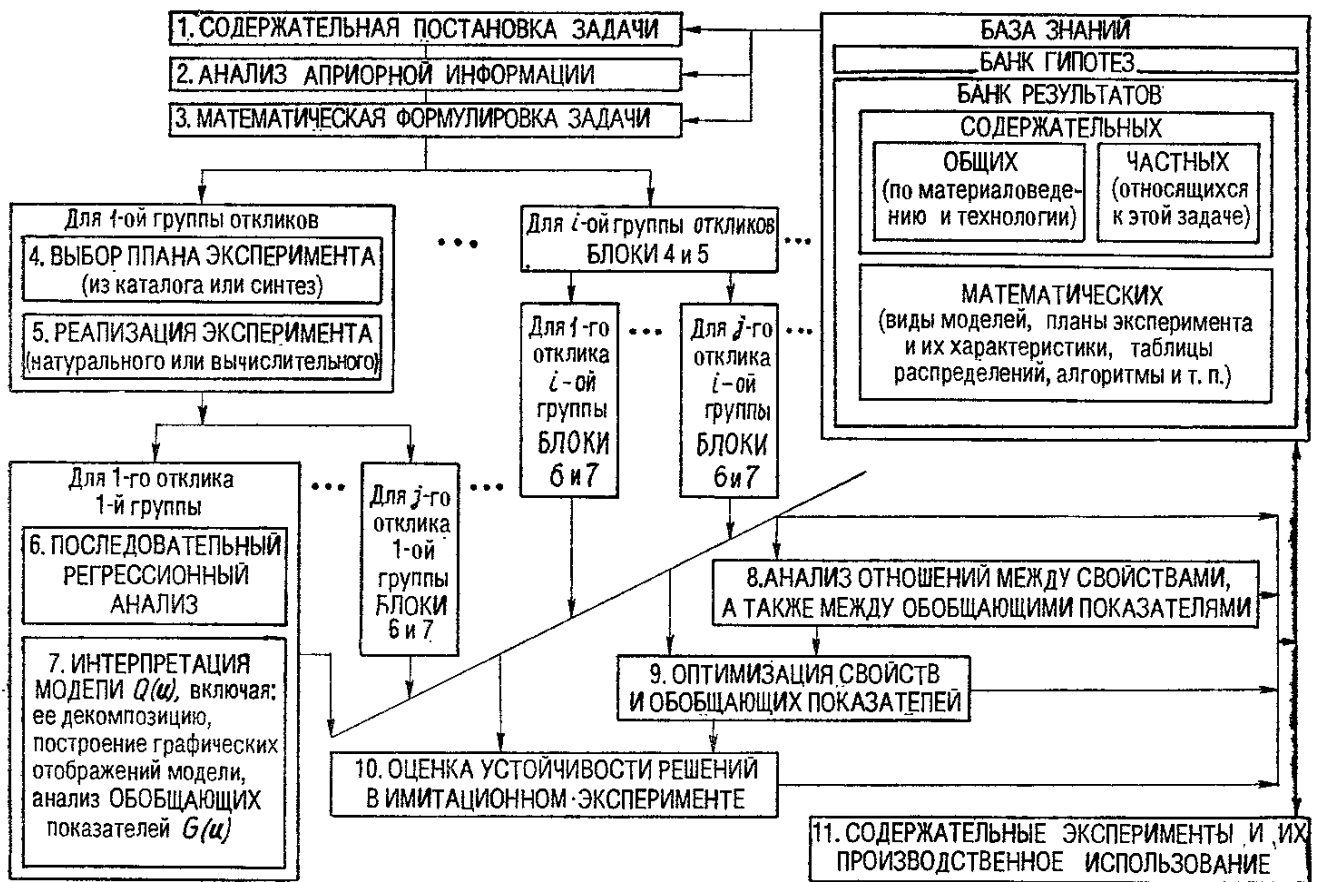 1. СОДЕРЖАТЕЛЬНАЯ ПОСТАНОВКА ЗАДАЧИ
2. АНАЛИЗ АПРИОРНОЙ ИНФОРМАЦИИ
3. МАТЕМАТИЧЕСКАЯ ФОРМУЛИРОВКА ЗАДАЧИ
БАЗА ЗНАНИЙ
БАНК ГИПОТЕЗ
БАНК РЕЗУЛЬТАТОВ
СОДЕРЖАТЕЛЬНЫХ
ОБЩИХ
(по материаловеде-
нию и технологии)
ЧАСТНЫХ
(относящихся
к этой задаче)
МАТЕМАТИЧЕСКИХ
(виды моделей, планы эксперимента
и их характеристики, таблицы
распределений, алгоритмы и т. п.)
Для 1-ой группы откликов
4. ВЫБОР ПЛАНА ЭКСПЕРИМЕНТА
(из каталога или синтез)
5. РЕАЛИЗАЦИЯ ЭКСПЕРИМЕНТА
(натурального или вычислительного)
...
Для i-ой группы откликов
БЛОКИ 4 и 5
...
Для 1-го
отклика
i-ой
группы
БЛОКИ
6 и 7
...
Для j-го
отклика
i-ой
группы
БЛОКИ
6 и 7
...
Для 1-го отклика
1-й группы
6. ПОСЛЕДОВАТЕЛЬНЫЙ
РЕГРЕССИОННЫЙ
АНАЛИЗ
7. ИНТЕРПРЕТАЦИЯ
МОДЕЛИ Q(u), включая:
ее декомпозицию,
построение графических
отображений модели,
анализ ОБОБЩАЮЩИХ
показателей G(u)
...
Для j-го
отклика
1-ой
группы
БЛОКИ
6 и 7
...
8. АНАЛИЗ ОТНОШЕНИЙ МЕЖДУ СВОЙСТВАМИ,
А ТАКЖЕ МЕЖДУ ОБОБЩАЮЩИМИ ПОКАЗАТЕЛЯМИ
9. ОПТИМИЗАЦИЯ СВОЙСТВ
И ОБОБЩАЮЩИХ ПОКАЗАТЕЛЕЙ
10. ОЦЕНКА УСТОЙЧИВОСТИ РЕШЕНИЙ
В ИМИТАЦИОННОМ ЭКСПЕРИМЕНТЕ
11. СОДЕРЖАТЕЛЬНЫЕ ЭКСПЕРИМЕНТЫ И ИХ
ПРОИЗВОДСТВЕННОЕ ИСПОЛЬЗОВАНИЕ